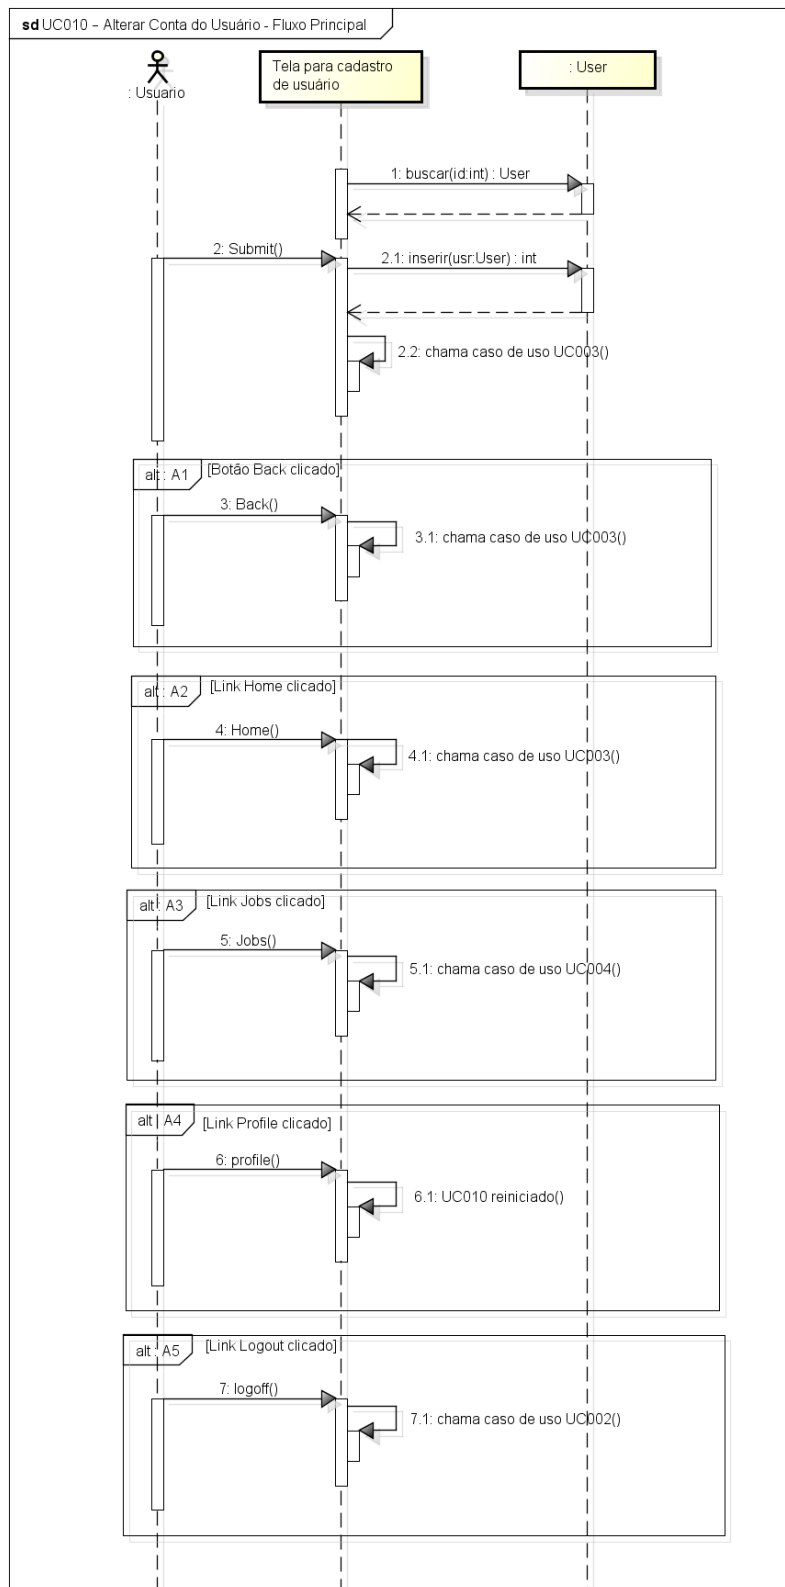 sd UC010 – Alterar Conta do Usuário - Fluxo Principal
: Usuario
Tela para cadastro
de usuário
: User
1: buscar(id:int) : User
2: Submit()
2.1: inserir(usr:User) : int
2.2: chama caso de uso UC003()
alt : A1
[Botão Back clicado]
3: Back()
3.1: chama caso de uso UC003()
alt : A2
[Link Home clicado]
4: Home()
4.1: chama caso de uso UC003()
alt : A3
[Link Jobs clicado]
5: Jobs()
5.1: chama caso de uso UC004()
alt : A4
[Link Profile clicado]
6: profile()
6.1: UC010 reiniciado()
alt : A5
[Link Logout clicado]
7: logoff()
7.1: chama caso de uso UC002()